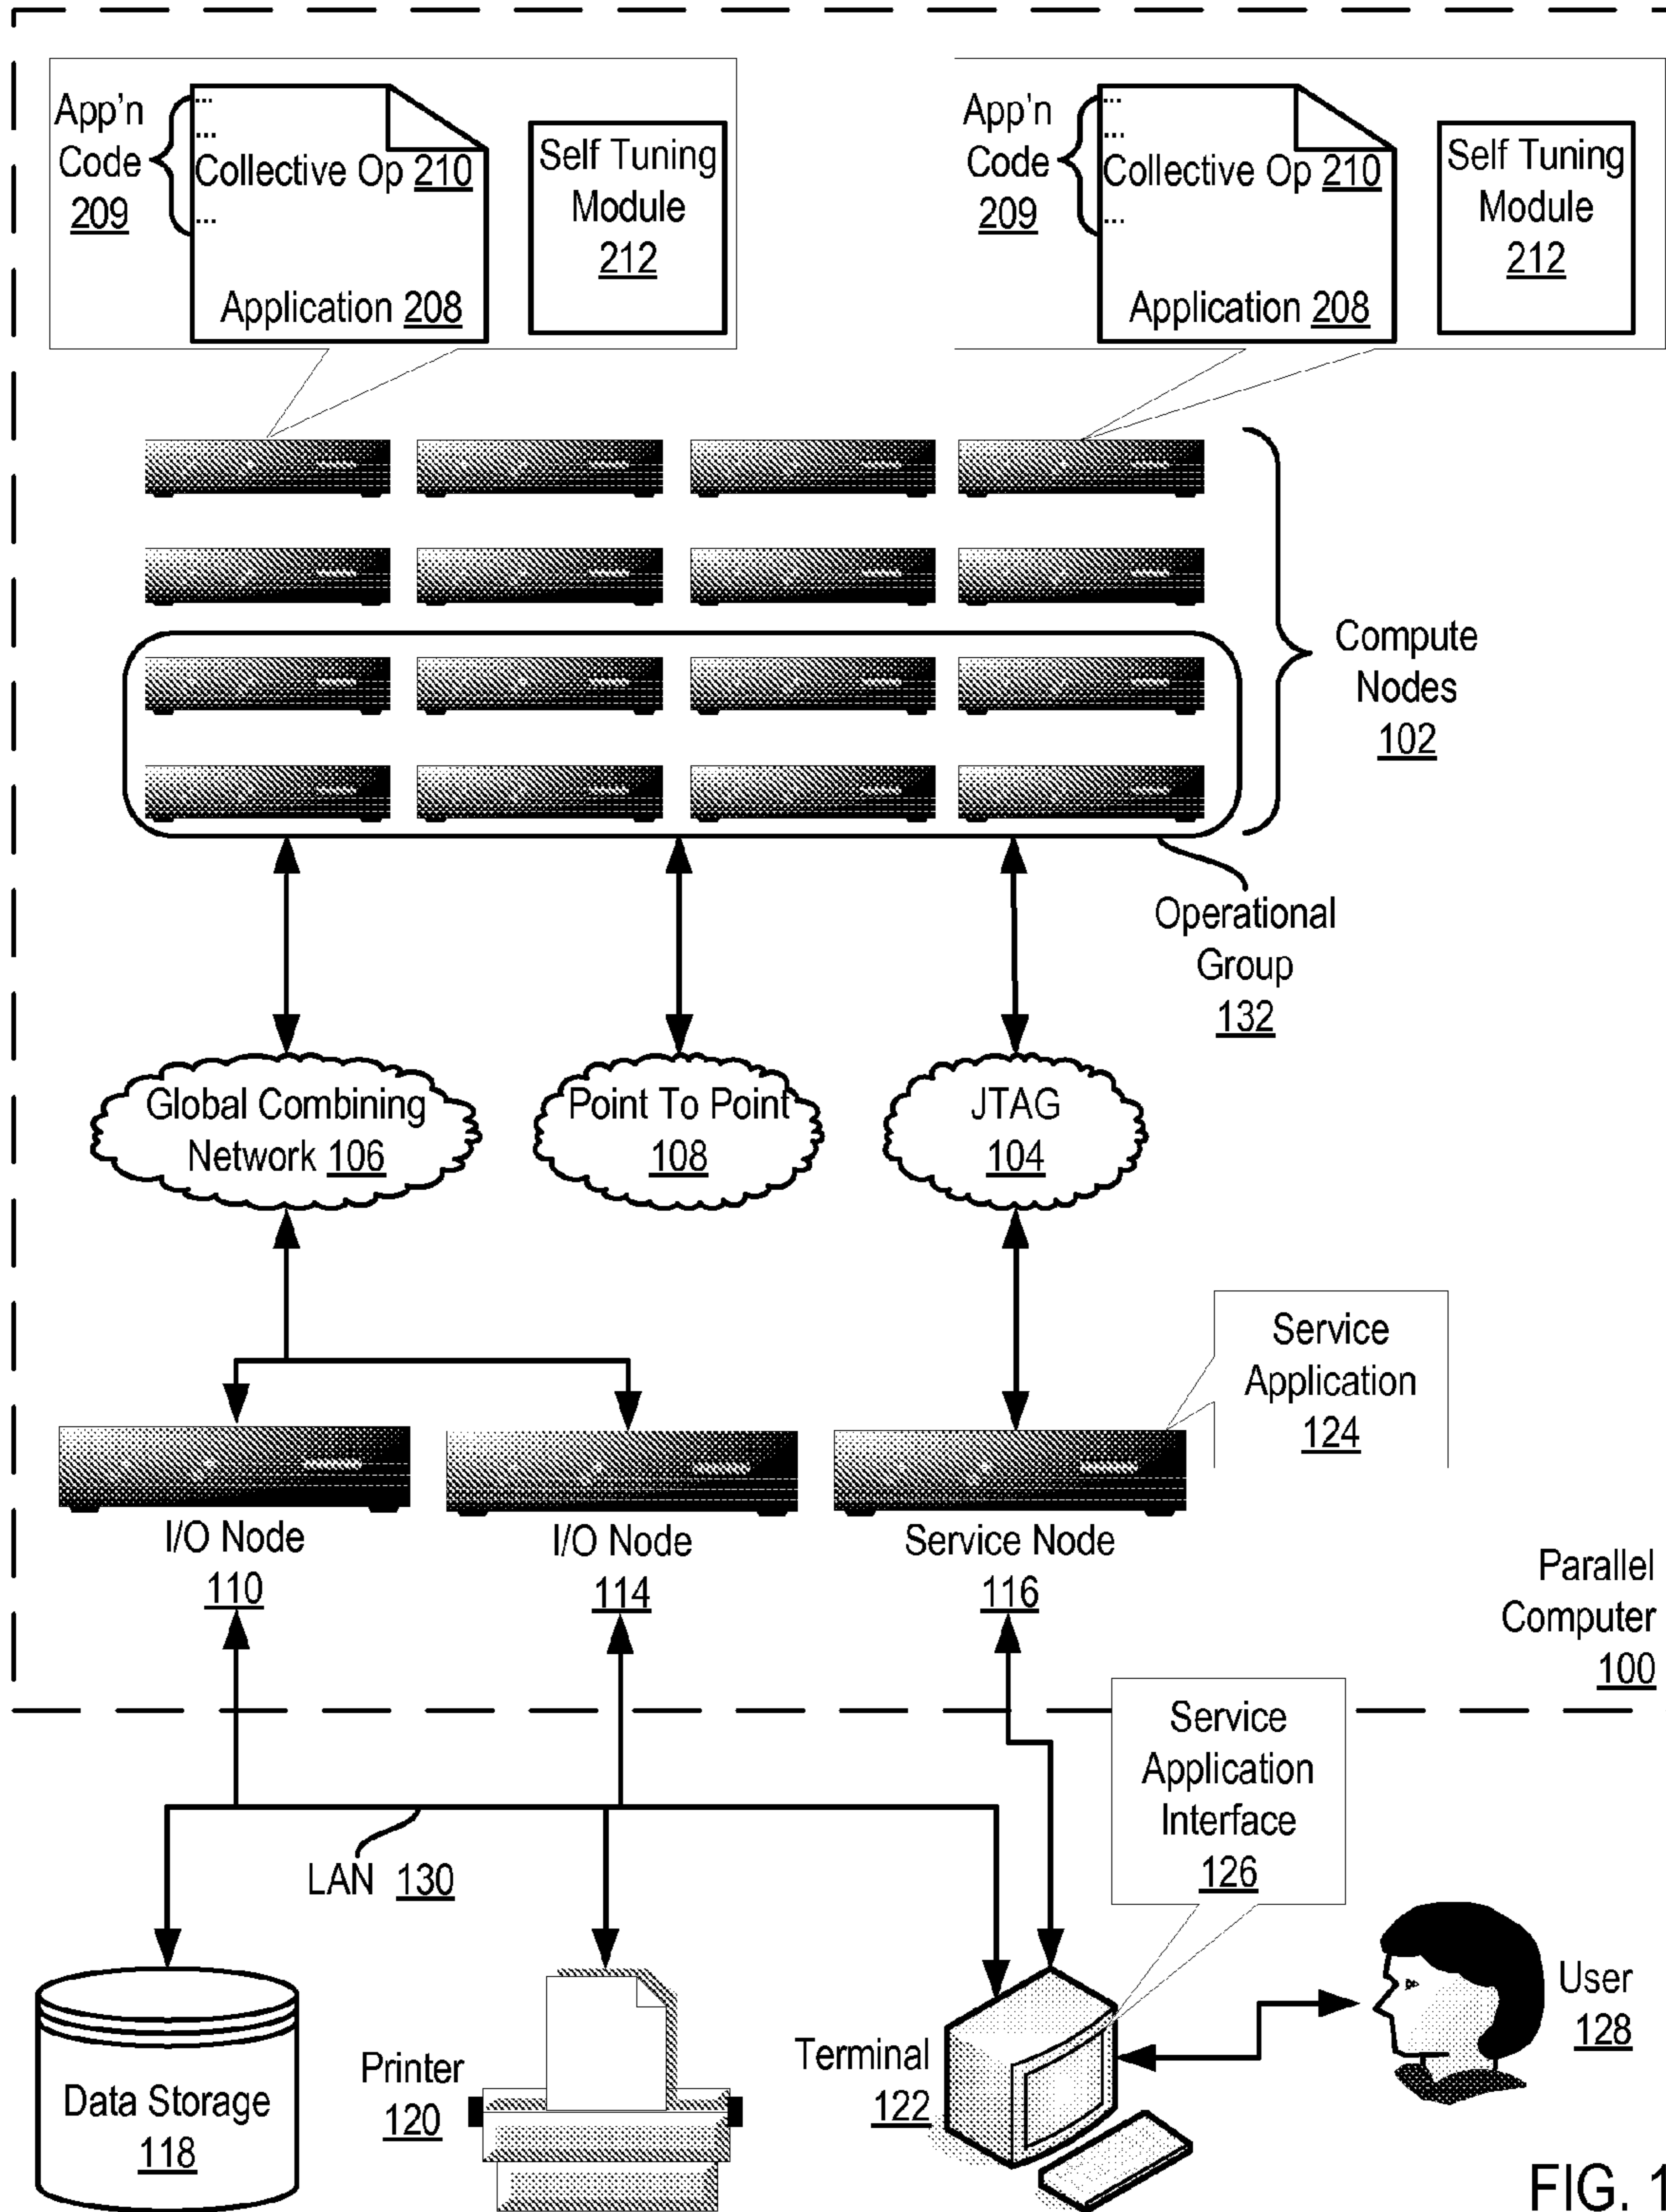 App'n
Code
209
...
...
Collective Op 210
...
Application 208
Self Tuning
Module
212
App'n
Code
209
...
...
Collective Op 210
...
Application 208
Self Tuning
Module
212
Compute
Nodes
102
Operational
Group
132
Global Combining
Network 106
Point To Point
108
JTAG
104
Service
Application
124
I/O Node
110
I/O Node
114
Service Node
116
Parallel
Computer
100
Service
Application
Interface
126
LAN 130
Data Storage
118
Printer
120
Terminal
122
User
128
FIG. 1